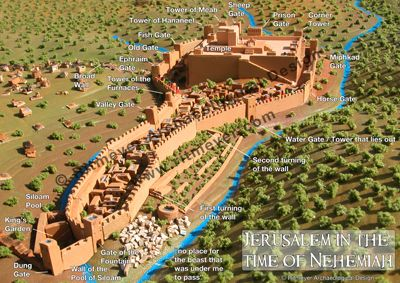 Tower of Meah
Tower of Hananeel
Sheep
Gate
Prison
Gate
Corner
Tower
Fish Gate
Old Gate
Temple
Ephraim
Gate
Miphkad
Gate
Broad
Wall
Tower of the
Furnaces
Valley Gate
Horse Gate
Water Gate / Tower that lies out
Second turning
of the wall
Siloam
Pool
First turning
of the wall
King's
Garden
Gate of the
Fountain
no place for
the beast that
was under me
to pass
Dung
Gate
Wall of the
Pool of Siloam
JERUSALEM IN THE
TIME OF NEHEMIAH
© Ritmeyer Archaeological Design